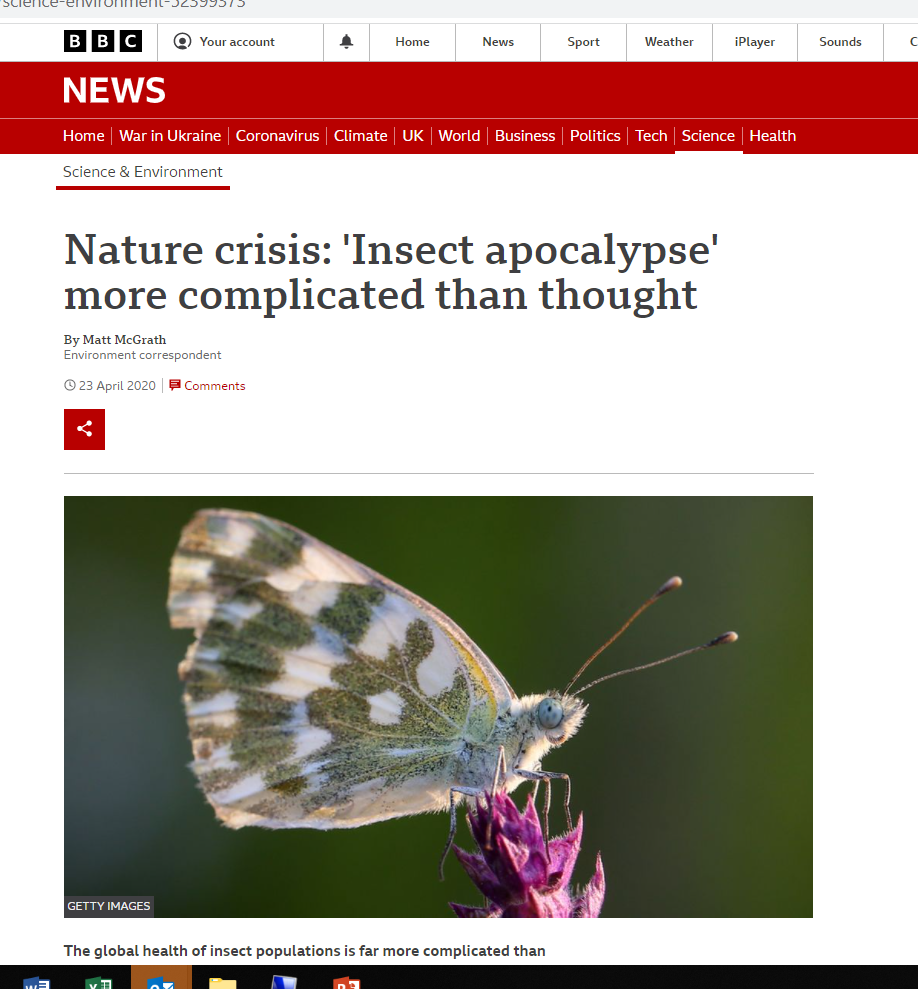 science-environment-52399373
BBC
Your account
Home
News
Sport
Weather
iPlayer
Sounds
NEWS
Home
War in Ukraine
Coronavirus
Climate
UK
World
Business
Politics
Tech
Science
Health
Science & Environment
Nature crisis: 'Insect apocalypse'
more complicated than thought
By Matt McGrath
Environment correspondent
23 April 2020
Comments
GETTY IMAGES
The global health of insect populations is far more complicated than